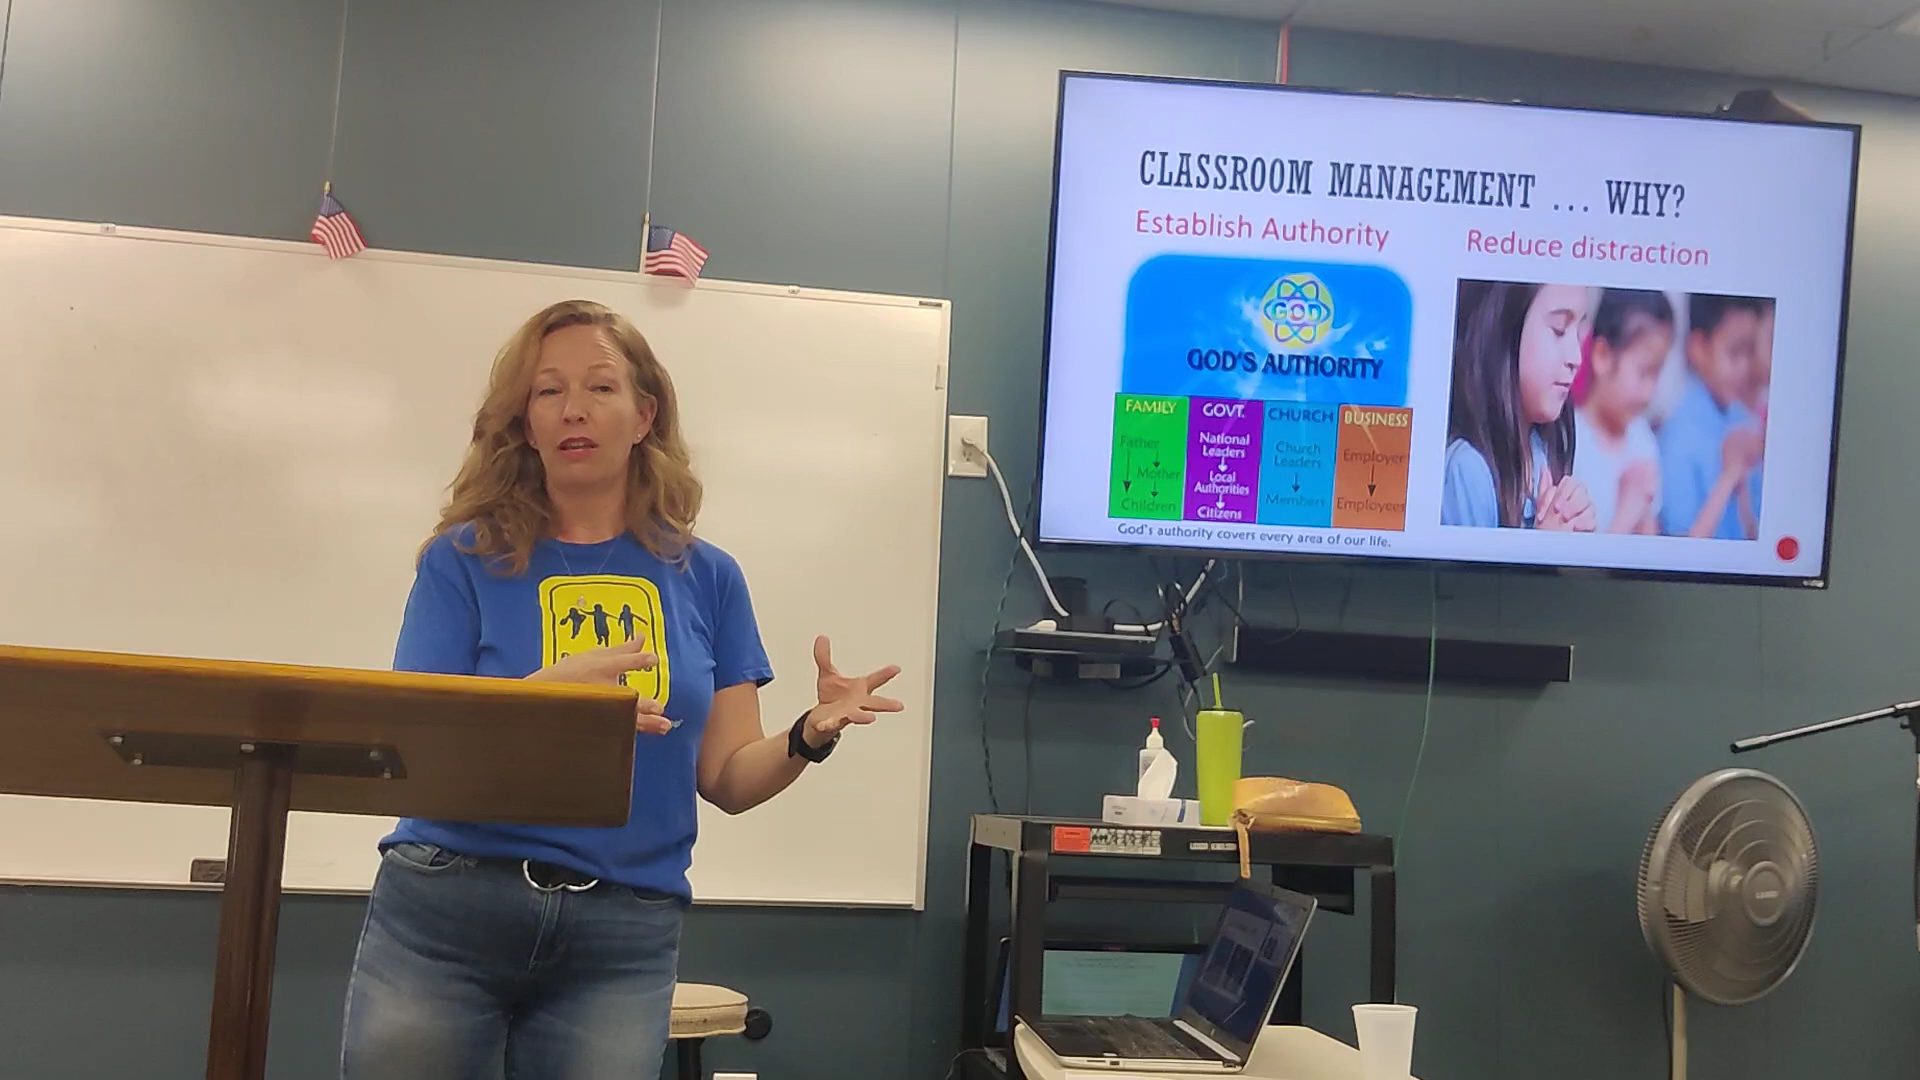 CLASSROOM MANAGEMENT ... WHY?
Establish Authority
Reduce distraction
GOD
GOD'S AUTHORITY
FAMILY
Father
Mother
Children
GOVT.
National
Leaders
Local
Authorities
Citizens
CHURCH
Church
Leaders
Members
BUSINESS
Employer
Employees
God's authority covers every area of our life.
LASKO